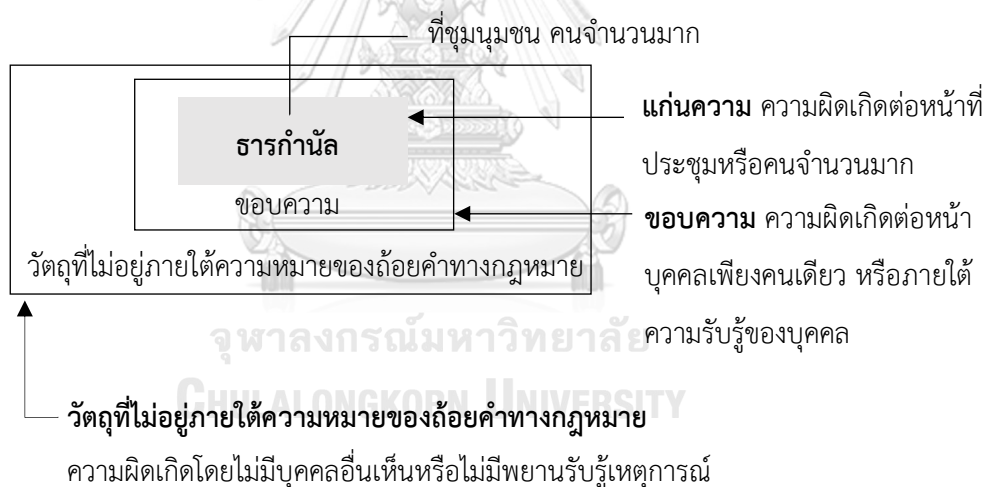 ที่ชุมนุมชน คนจำนวนมาก
ธารกำนัล
ขอบความ
วัตถุที่ไม่อยู่ภายใต้ความหมายของถ้อยคำทางกฎหมาย
แก่นความ ความผิดเกิดต่อหน้าที่
ประชุมหรือคนจำนวนมาก
ขอบความ ความผิดเกิดต่อหน้า
บุคคลเพียงคนเดียว หรือภายใต้
ความรับรู้ของบุคคล
จุฬาลงกรณ์มหาวิทยาลัย
CHULALONGKORN UNIVERSITY
วัตถุที่ไม่อยู่ภายใต้ความหมายของถ้อยคำทางกฎหมาย
ความผิดเกิดโดยไม่มีบุคคลอื่นเห็นหรือไม่มีพยานรับรู้เหตุการณ์